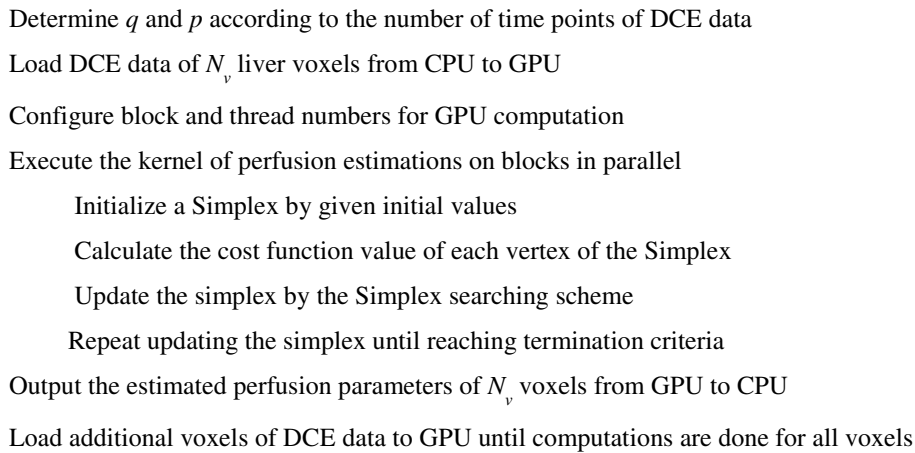 Determine q and p according to the number of time points of DCE data
Load DCE data of N_v liver voxels from CPU to GPU
Configure block and thread numbers for GPU computation
Execute the kernel of perfusion estimations on blocks in parallel
Initialize a Simplex by given initial values
Calculate the cost function value of each vertex of the Simplex
Update the simplex by the Simplex searching scheme
Repeat updating the simplex until reaching termination criteria
Output the estimated perfusion parameters of N_v voxels from GPU to CPU
Load additional voxels of DCE data to GPU until computations are done for all voxels